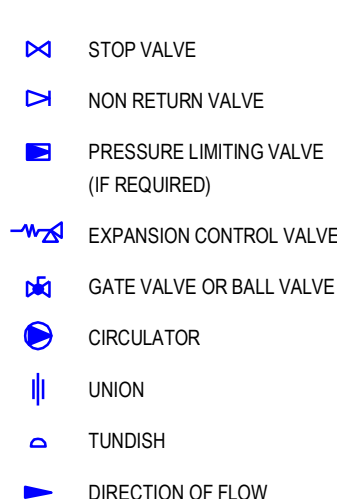 STOP VALVE
NON RETURN VALVE
PRESSURE LIMITING VALVE
(IF REQUIRED)
EXPANSION CONTROL VALVE
GATE VALVE OR BALL VALVE
CIRCULATOR
UNION
TUNDISH
DIRECTION OF FLOW